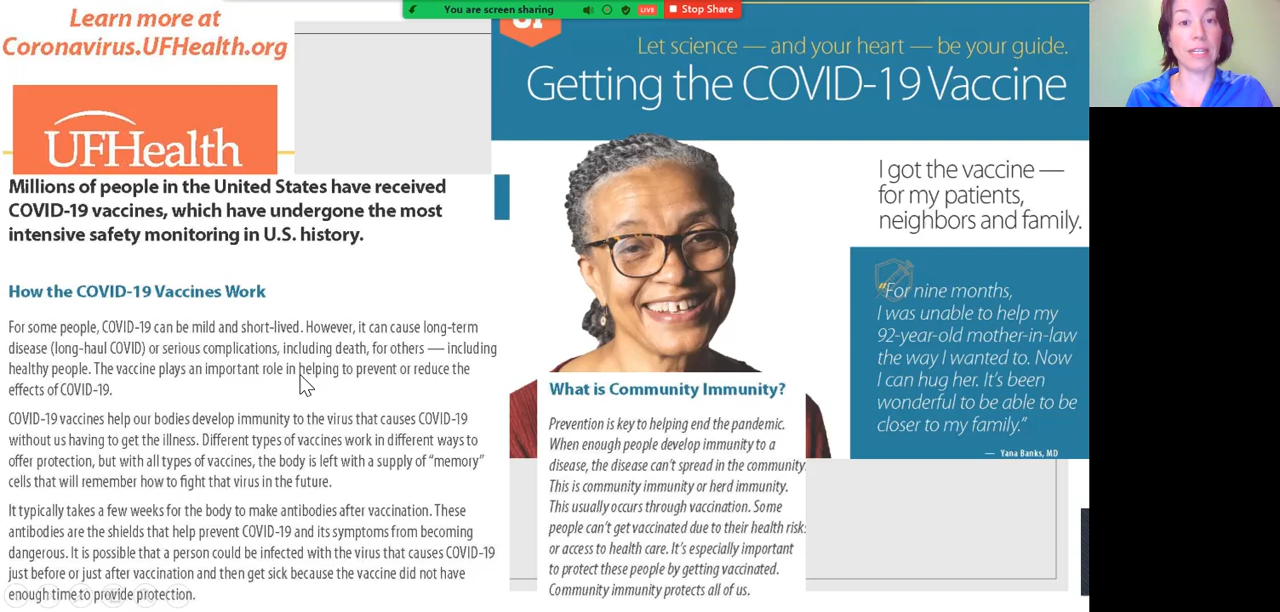 You are screen sharing
LIVE
Stop Share
Learn more at
Coronavirus.UFHealth.org
UFHealth
Millions of people in the United States have received
COVID-19 vaccines, which have undergone the most
intensive safety monitoring in U.S. history.
How the COVID-19 Vaccines Work
For some people, COVID-19 can be mild and short-lived. However, it can cause long-term
disease (long-haul COVID) or serious complications, including death, for others — including
healthy people. The vaccine plays an important role in helping to prevent or reduce the
effects of COVID-19.
COVID-19 vaccines help our bodies develop immunity to the virus that causes COVID-19
without us having to get the illness. Different types of vaccines work in different ways to
offer protection, but with all types of vaccines, the body is left with a supply of “memory”
cells that will remember how to fight that virus in the future.
It typically takes a few weeks for the body to make antibodies after vaccination. These
antibodies are the shields that help prevent COVID-19 and its symptoms from becoming
dangerous. It is possible that a person could be infected with the virus that causes COVID-19
just before or just after vaccination and then get sick because the vaccine did not have
enough time to provide protection.
Let science — and your heart — be your guide.
Getting the COVID-19 Vaccine
I got the vaccine —
for my patients,
neighbors and family.
“For nine months,
I was unable to help my
92-year-old mother-in-law
the way I wanted to. Now
I can hug her. It’s been
wonderful to be able to be
closer to my family.”
— Yana Banks, MD
What is Community Immunity?
Prevention is key to helping end the pandemic.
When enough people develop immunity to a
disease, the disease can’t spread in the community.
This is community immunity or herd immunity.
This usually occurs through vaccination. Some
people can’t get vaccinated due to their health risks
or access to health care. It’s especially important
to protect these people by getting vaccinated.
Community immunity protects all of us.